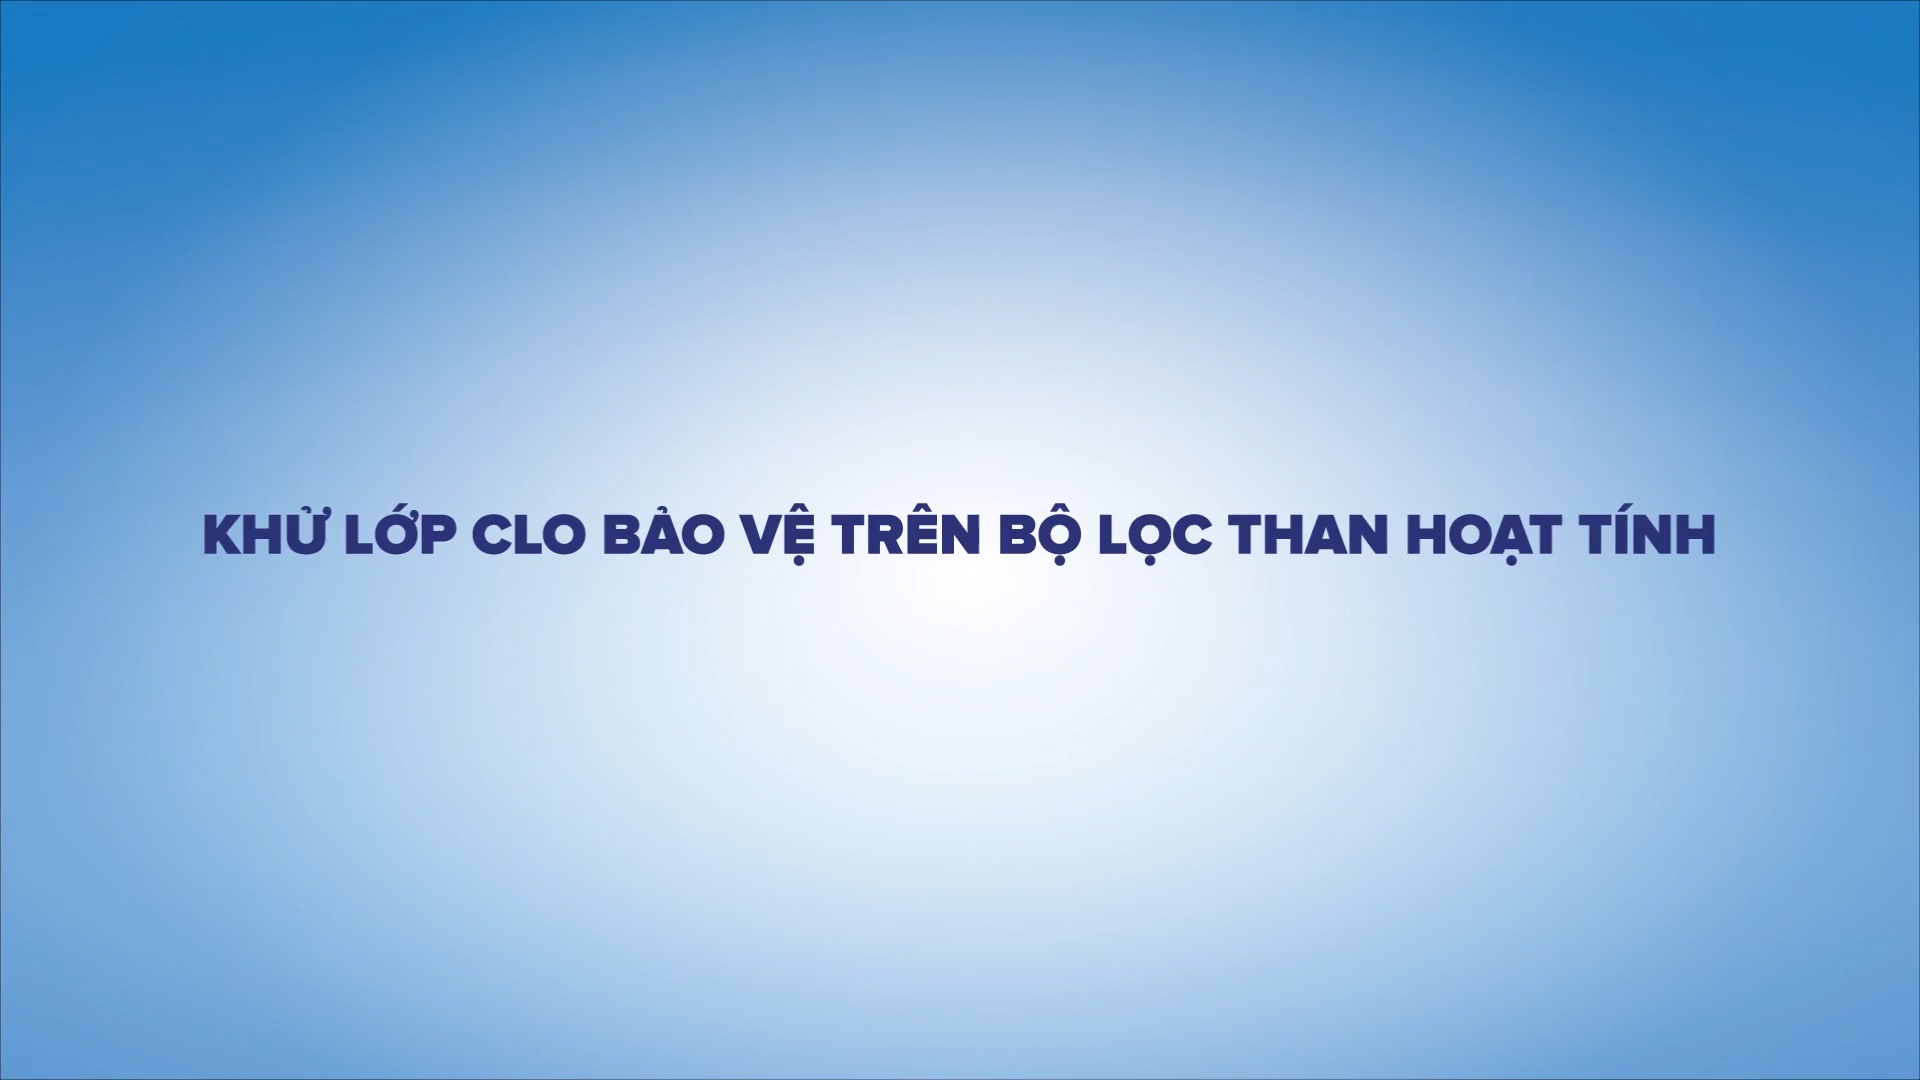 KHỬ LỚP CLO BẢO VỆ TRÊN BỘ LỌC THAN HOẠT TÍNH